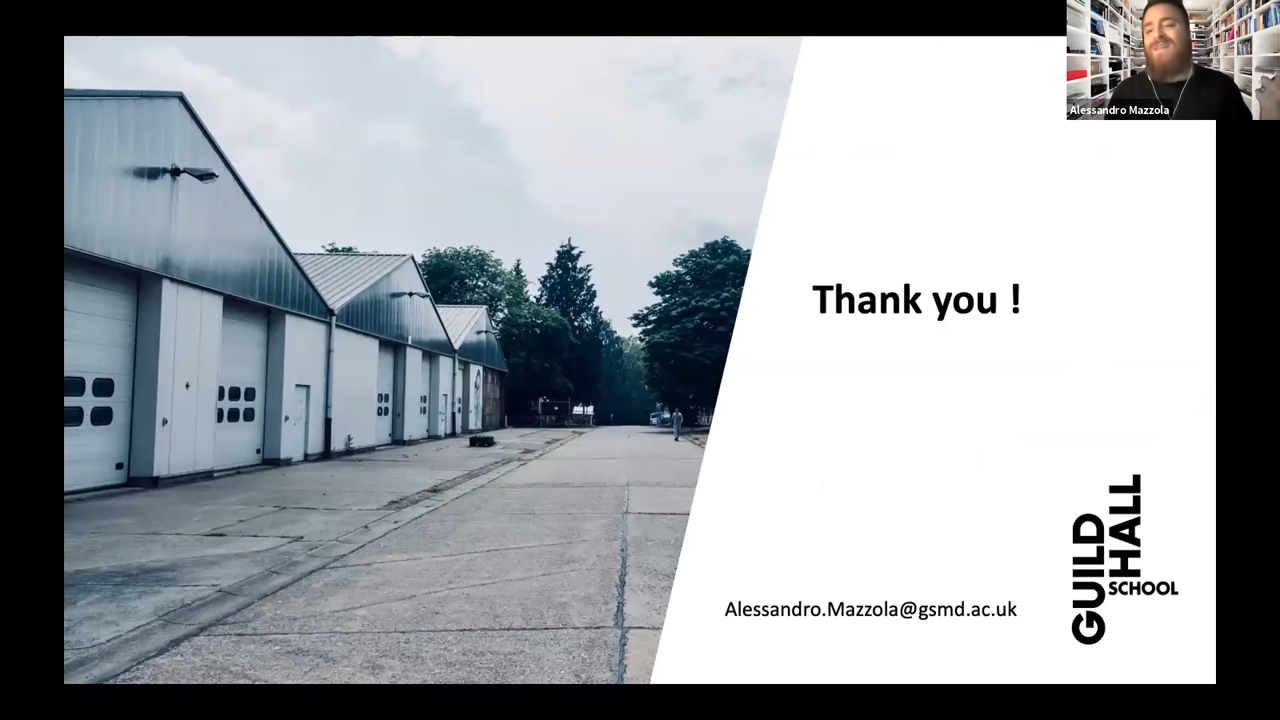 Alessandro Mazzola
Thank you !
Alessandro.Mazzola@gsmd.ac.uk
GUILD
HALL
SCHOOL